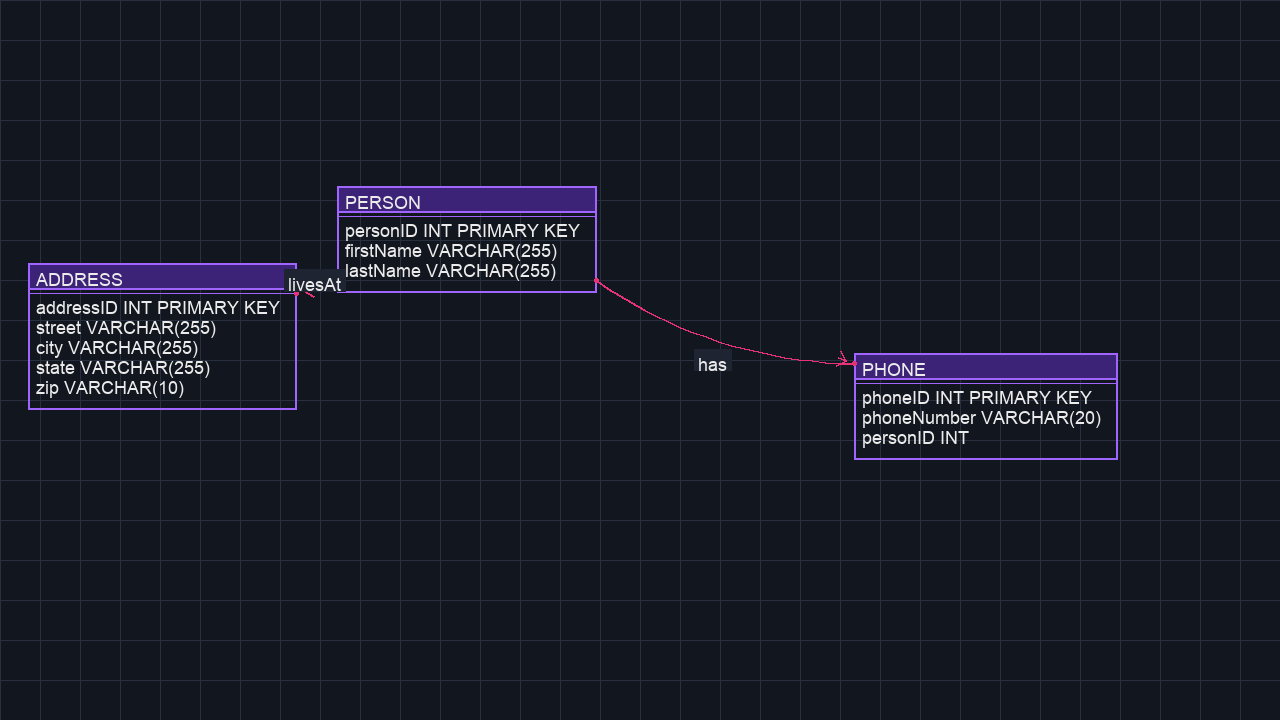 PERSON
personID INT PRIMARY KEY
firstName VARCHAR(255)
lastName VARCHAR(255)
ADDRESS
addressID INT PRIMARY KEY
street VARCHAR(255)
city VARCHAR(255)
state VARCHAR(255)
zip VARCHAR(10)
livesAt
has
PHONE
phoneID INT PRIMARY KEY
phoneNumber VARCHAR(20)
personID INT